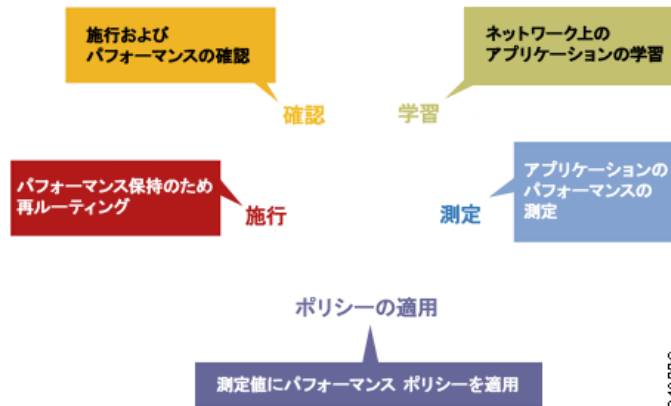 施行および
パフォーマンスの確認
ネットワーク上の
アプリケーションの学習
確認
学習
パフォーマンス保持のため
再ルーティング
アプリケーションの
パフォーマンスの
測定
施行
測定
ポリシーの適用
測定値にパフォーマンス ポリシーを適用